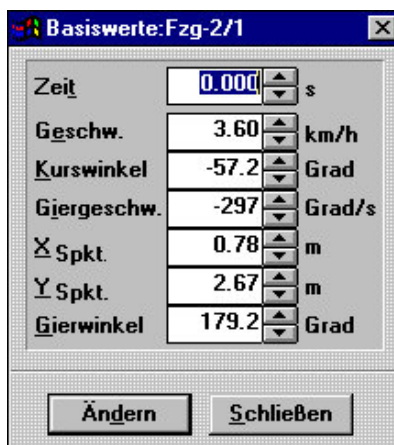 Basiswerte:Fzg-2/1
Zeit 0.000 s
Geschw. 3.60 km/h
Kurswinkel -57.2 Grad
Giergeschw. -297 Grad/s
X Spkt. 0.78 m
Y Spkt. 2.67 m
Gierwinkel 179.2 Grad
Ändern Schließen